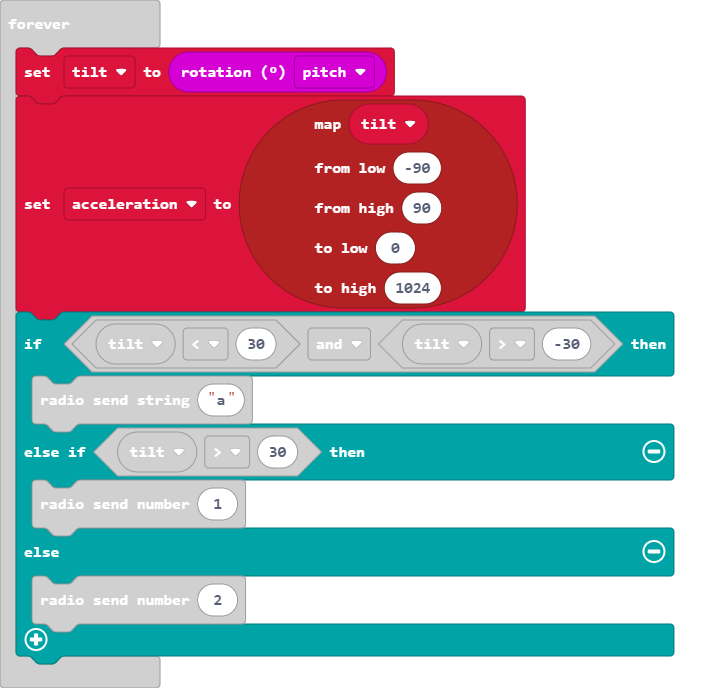 forever
set tilt to rotation (º) pitch
map tilt
from low -90
set acceleration to
from high 90
to low 0
to high 1024
if tilt < 30 and tilt > -30 then
radio send string "a"
else if tilt > 30 then
radio send number 1
else
radio send number 2